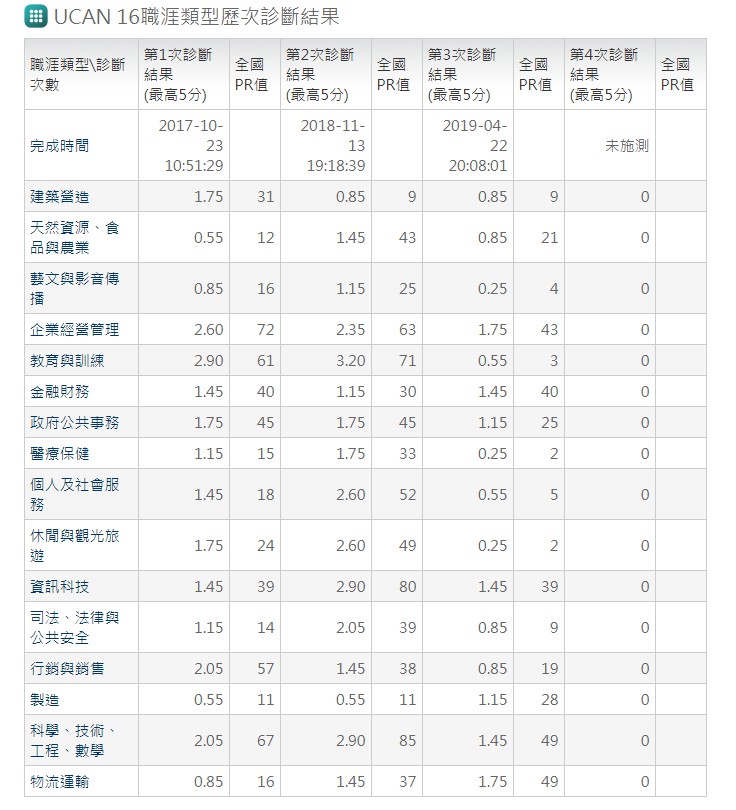 UCAN 16職涯類型歷次診斷結果
職涯類型\診斷次數 第1次診斷結果(最高5分) 全國PR值 第2次診斷結果(最高5分) 全國PR值 第3次診斷結果(最高5分) 全國PR值 第4次診斷結果(最高5分) 全國PR值
完成時間 2017-10-23 10:51:29 2018-11-13 19:18:39 2019-04-22 20:08:01 未施測
建築營造 1.75 31 0.85 9 0.85 9 0
天然資源、食品與農業 0.55 12 1.45 43 0.85 21 0
藝文與影音傳播 0.85 16 1.15 25 0.25 4 0
企業經營管理 2.60 72 2.35 63 1.75 43 0
教育與訓練 2.90 61 3.20 71 0.55 3 0
金融財務 1.45 40 1.15 30 1.45 40 0
政府公共事務 1.75 45 1.75 45 1.15 25 0
醫療保健 1.15 15 1.75 33 0.25 2 0
個人及社會服務 1.45 18 2.60 52 0.55 5 0
休閒與觀光旅遊 1.75 24 2.60 49 0.25 2 0
資訊科技 1.45 39 2.90 80 1.45 39 0
司法、法律與公共安全 1.15 14 2.05 39 0.85 9 0
行銷與銷售 2.05 57 1.45 38 0.85 19 0
製造 0.55 11 0.55 11 1.15 28 0
科學、技術、工程、數學 2.05 67 2.90 85 1.45 49 0
物流運輸 0.85 16 1.45 37 1.75 49 0